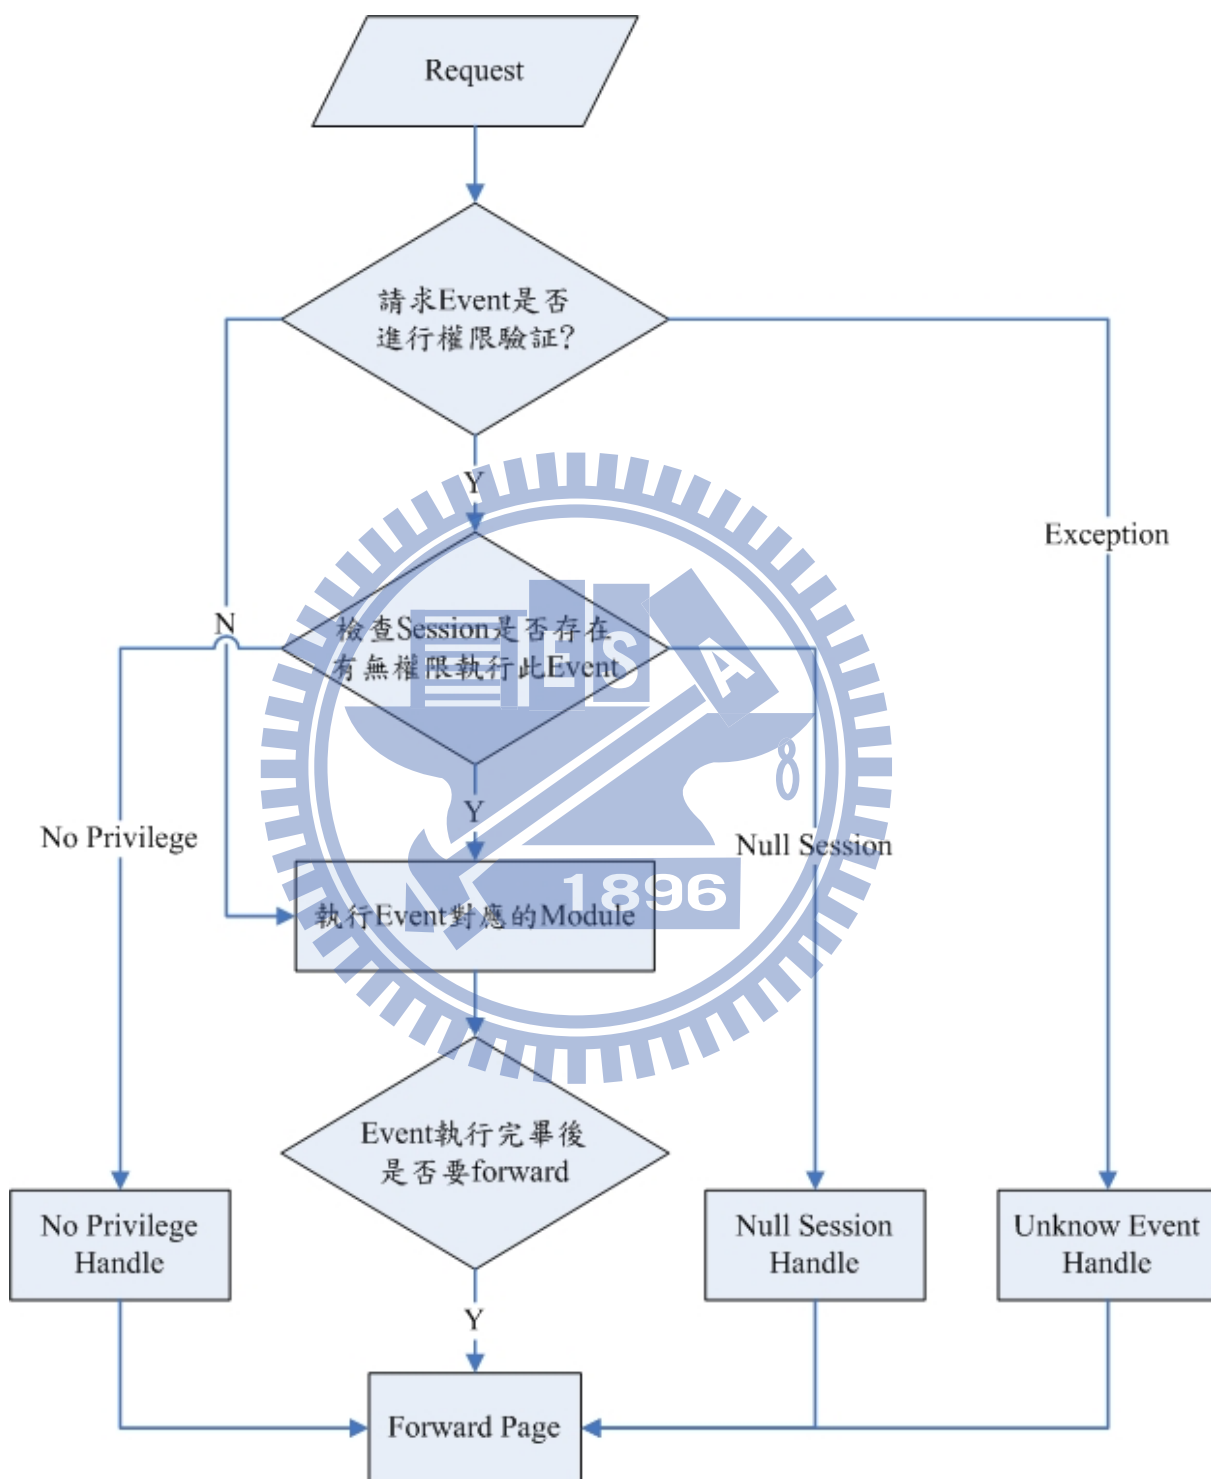 Request
請求Event是否
進行權限驗証?
Y
Exception
N
檢查Session是否存在
有無權限執行此Event
ES
A
Y
No Privilege
Null Session
8
1896
執行Event對應的Module
Event執行完畢後
是否要forward
No Privilege
Handle
Null Session
Handle
Unknow Event
Handle
Y
Forward Page